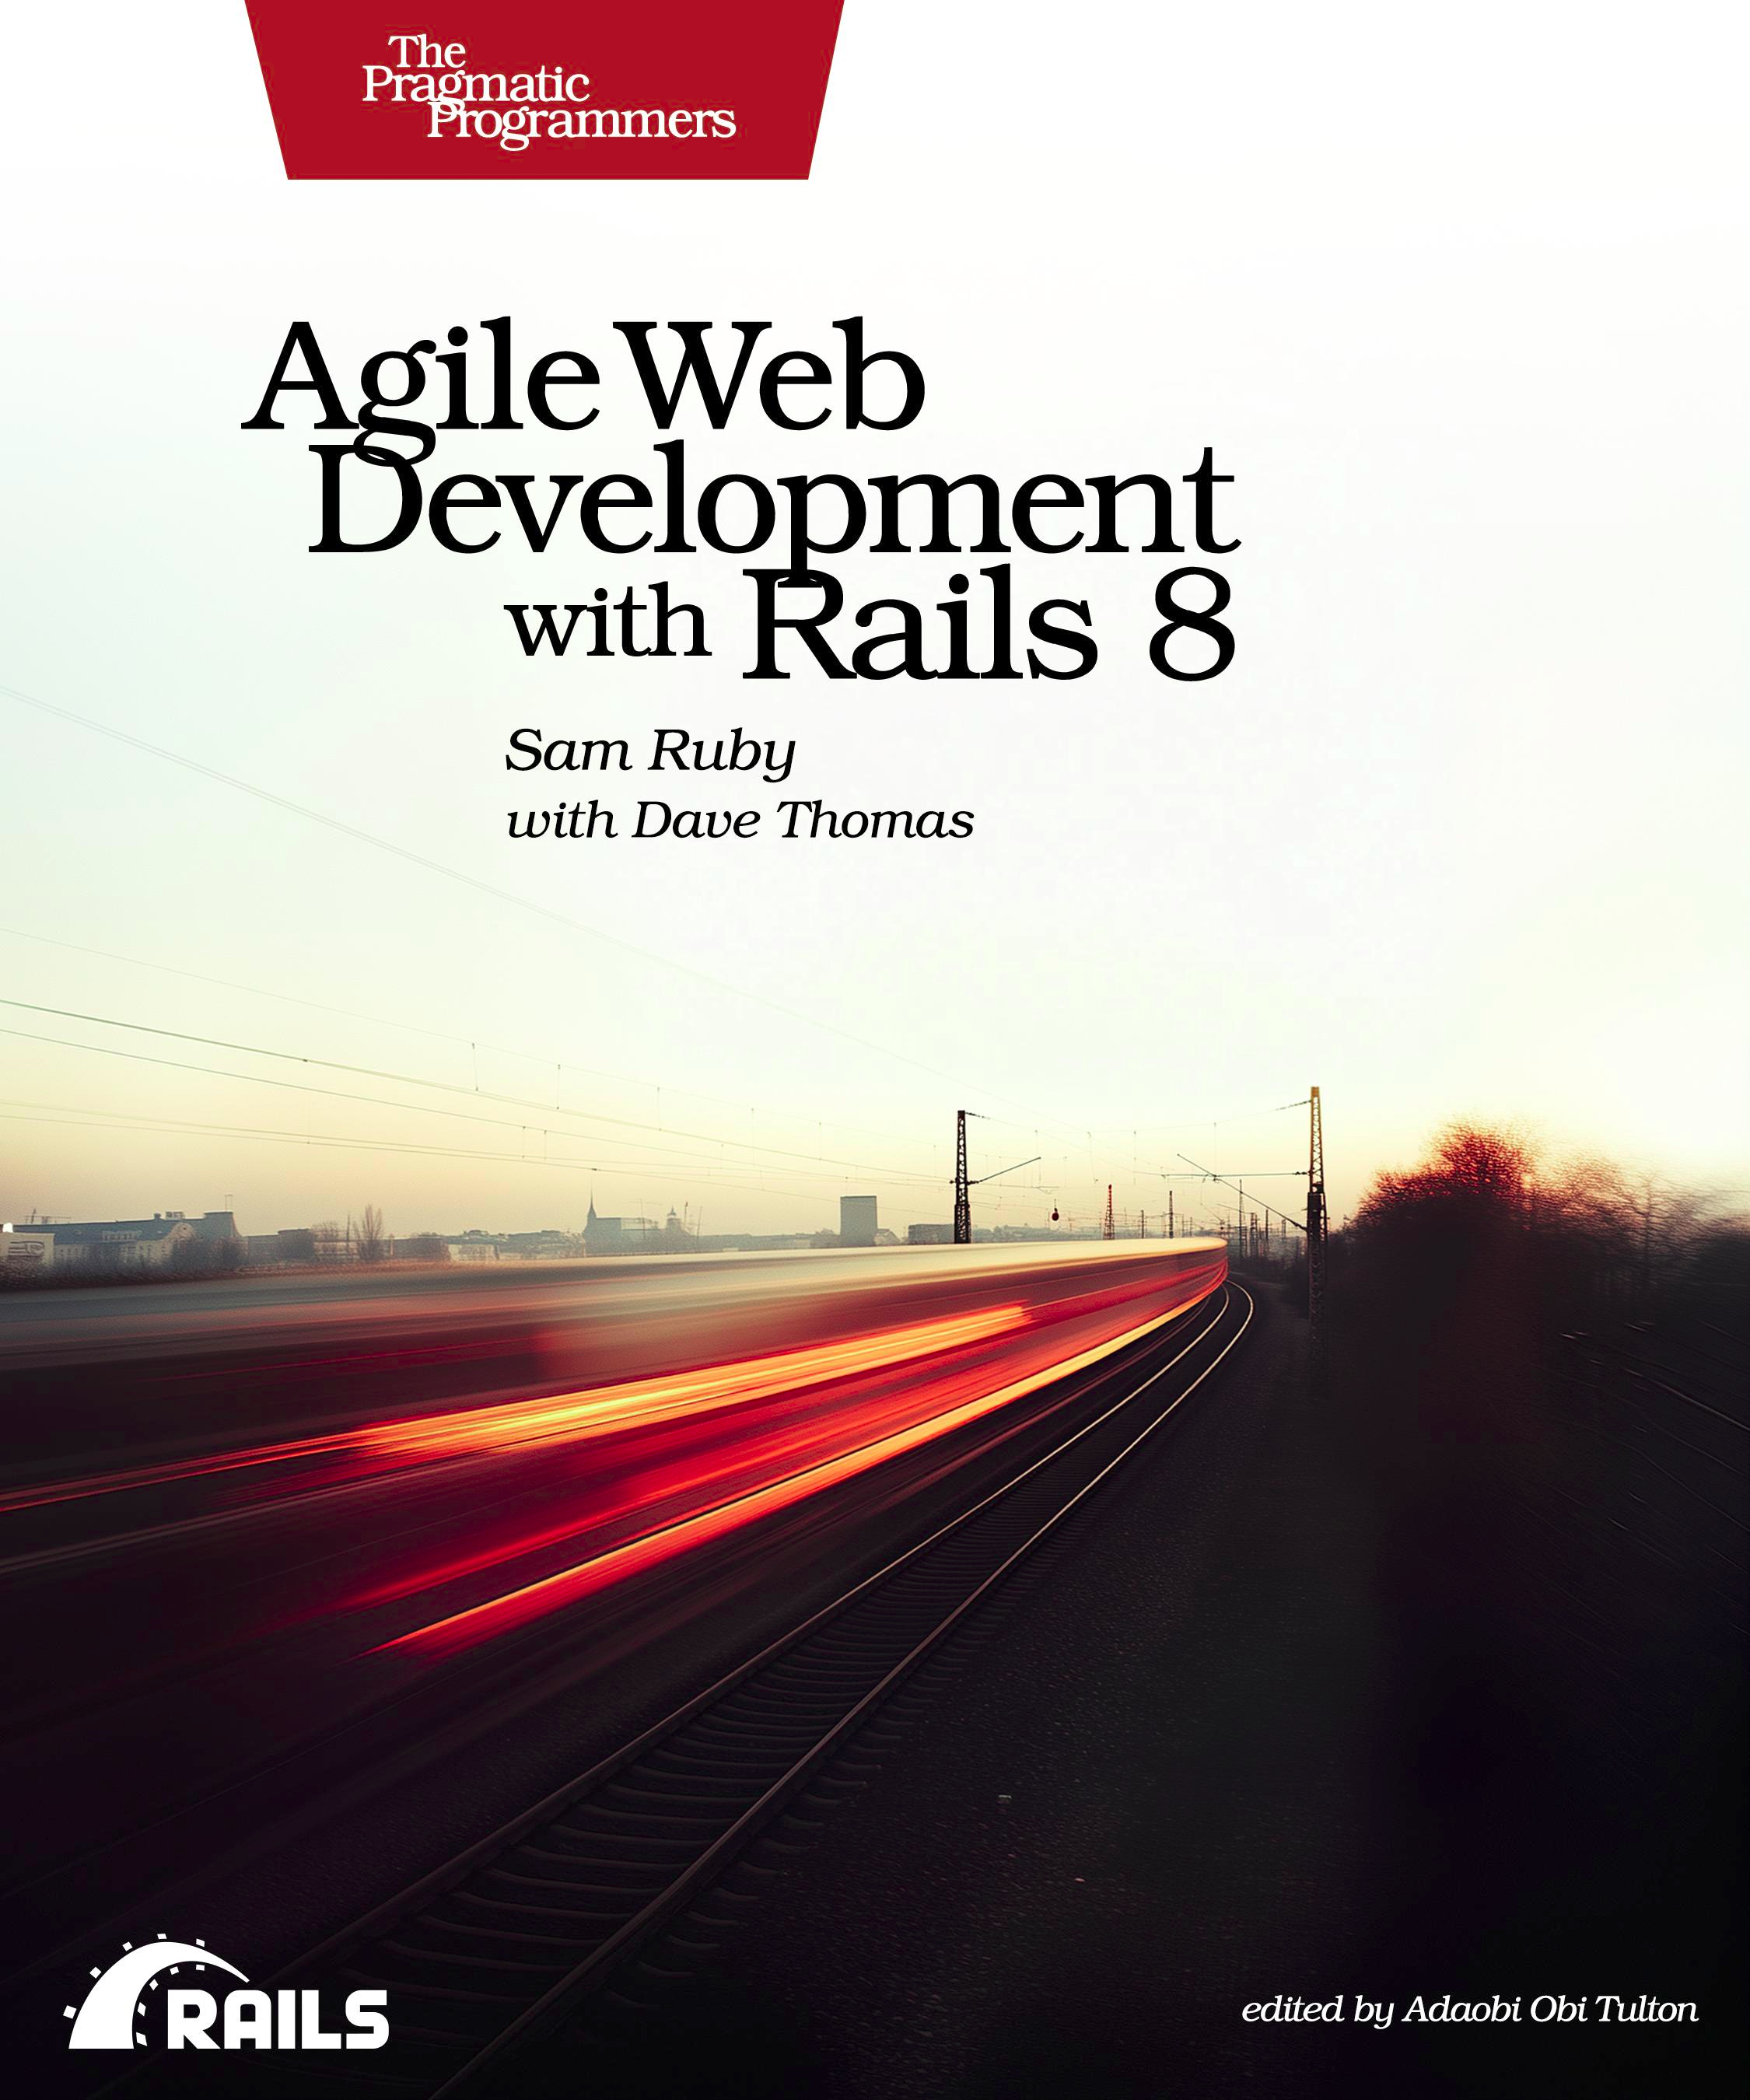 The
Pragmatic
Programmers
Agile Web
Development
with Rails 8
Sam Ruby
with Dave Thomas
RAILS
edited by Adaobi Obi Tulton